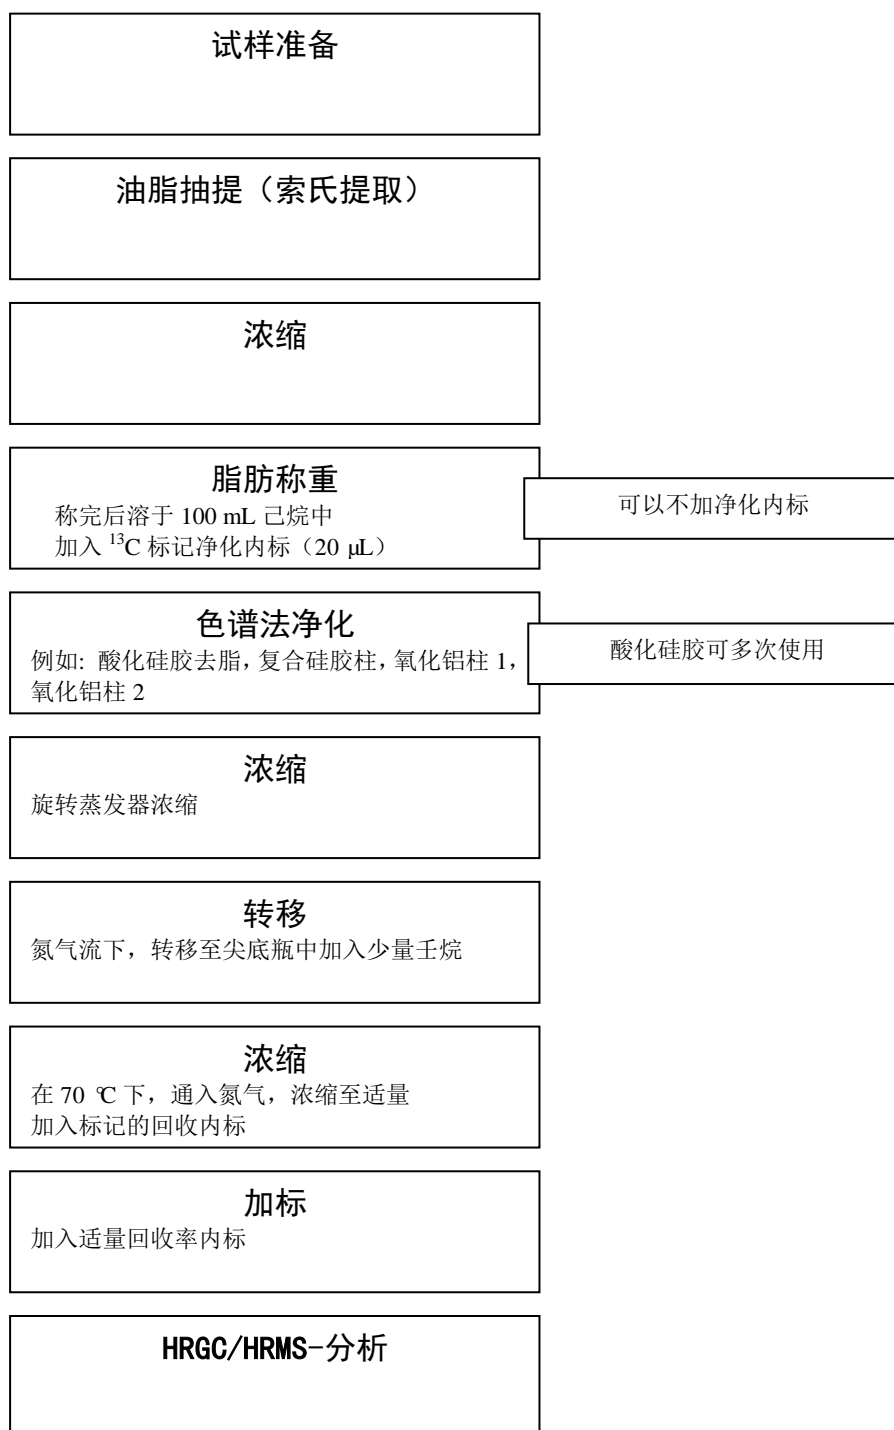 试样准备
油脂抽提（索氏提取）
浓缩
脂肪称重
称完后溶于 100 mL 己烷中
加入 ¹³C 标记净化内标（20 μL）
可以不加净化内标
色谱法净化
例如: 酸化硅胶去脂，复合硅胶柱，氧化铝柱 1，
氧化铝柱 2
酸化硅胶可多次使用
浓缩
旋转蒸发器浓缩
转移
氮气流下，转移至尖底瓶中加入少量壬烷
浓缩
在 70 ℃ 下，通入氮气，浓缩至适量
加入标记的回收内标
加标
加入适量回收率内标
HRGC/HRMS-分析